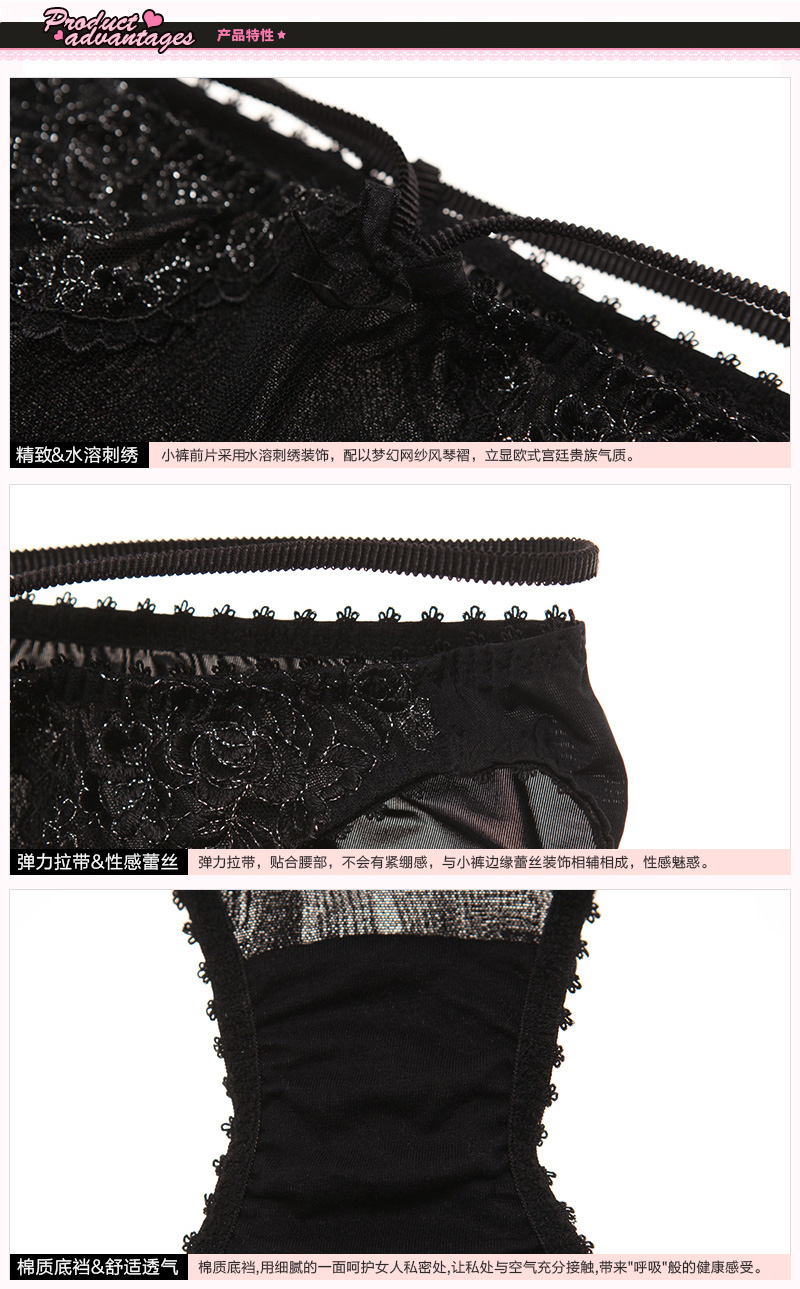 Product
advantages
产品特性
精致&水溶刺绣
小裤前片采用水溶刺绣装饰，配以梦幻网纱风琴褶，立显欧式宫廷贵族气质。
弹力拉带&性感蕾丝
弹力拉带，贴合腰部，不会有紧绷感，与小裤边缘蕾丝装饰相辅相成，性感魅惑。
棉质底裆&舒适透气
棉质底裆,用细腻的一面呵护女人私密处,让私处与空气充分接触,带来"呼吸"般的健康感受。